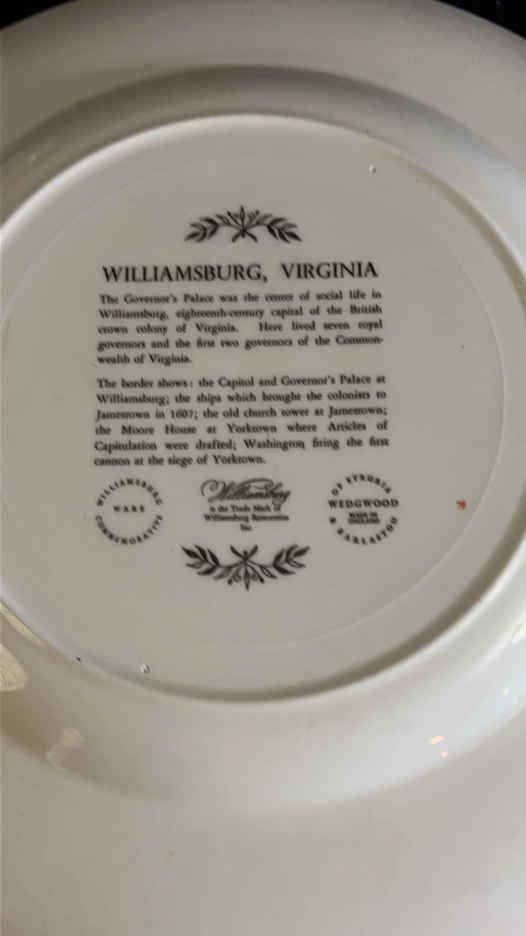 WILLIAMSBURG, VIRGINIA
The Governor's Palace was the center of social life in
Williamsburg, eighteenth-century capital of the British
crown colony of Virginia. Here lived seven royal
governors and the first two governors of the Common-
wealth of Virginia.
The border shows: the Capitol and Governor's Palace at
Williamsburg; the ships which brought the colonists to
Jamestown in 1607; the old church tower at Jamestown;
the Moore House at Yorktown where Articles of
Capitulation were drafted; Washington firing the first
cannon at the siege of Yorktown.
WILLIAMSBURG
WARE
COMMEMORATIVE
Williamsburg
is the Trade Mark of
Williamsburg Restoration
Inc.
OF ETRURIA
WEDGWOOD
MADE IN
ENGLAND
& BARLASTON